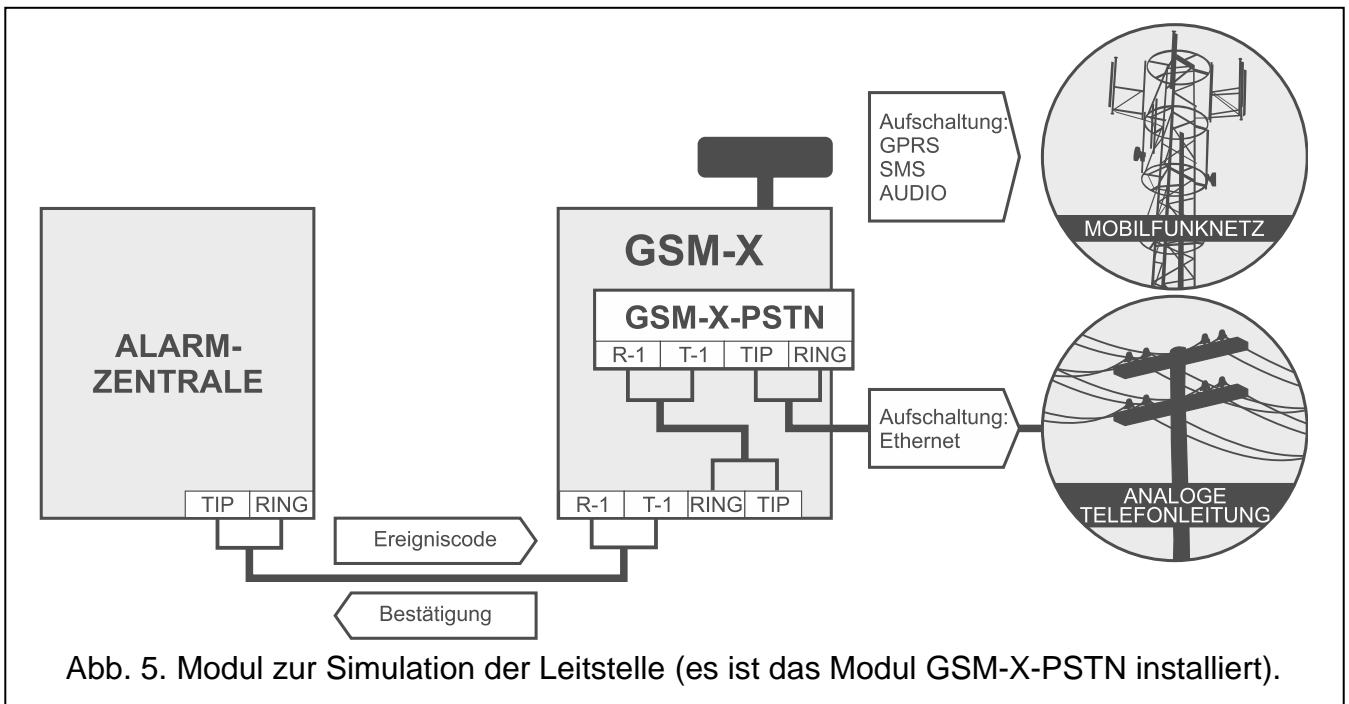 Aufschaltung:
GPRS
SMS
AUDIO
MOBILFUNKNETZ
GSM-X
GSM-X-PSTN
R-1 T-1 TIP RING
ALARM-
ZENTRALE
Aufschaltung:
Ethernet
ANALOGE
TELEFONLEITUNG
TIP RING
R-1 T-1 RING TIP
Ereigniscode
Bestätigung
Abb. 5. Modul zur Simulation der Leitstelle (es ist das Modul GSM-X-PSTN installiert).